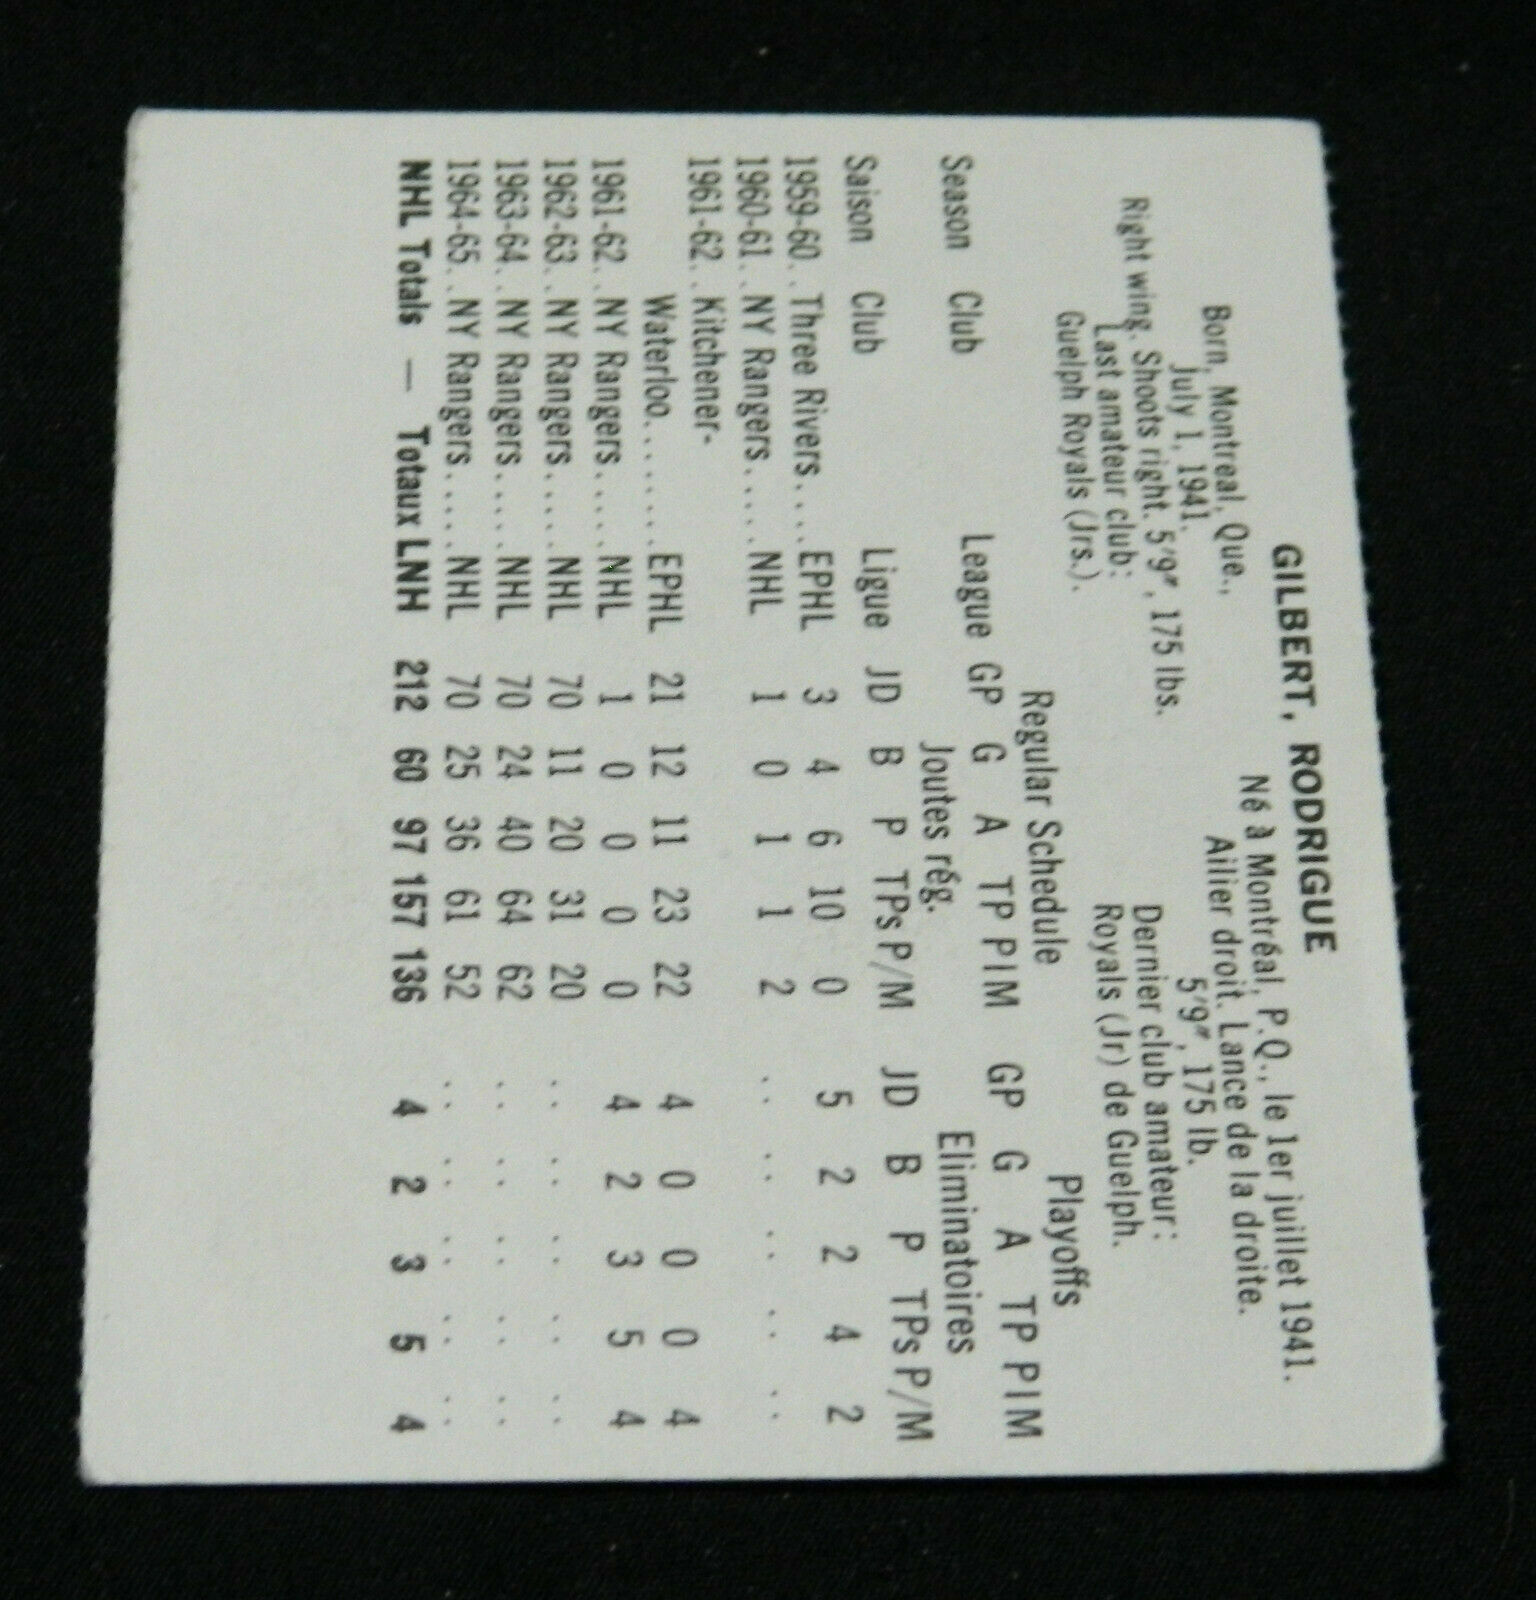 GILBERT, RODRIGUE
Born, Montreal, Que.,
July 1, 1941.
Right wing. Shoots right. 5'9", 175 lbs.
Last amateur club:
Guelph Royals (Jrs.).
Né à Montréal, P.Q., le 1er juillet 1941.
Ailier droit. Lance de la droite.
5'9", 175 lb.
Dernier club amateur:
Royals (Jr) de Guelph.
Regular Schedule Playoffs
Season Club League GP G A TP PIM GP G A TP PIM
Joutes rég. Eliminatoires
Saison Club Ligue JD B P TPs P/M JD B P TPs P/M
1959-60..Three Rivers....EPHL 3 4 6 10 0 5 2 2 4 2
1960-61..NY Rangers.....NHL 1 0 1 1 2 .. .. .. .. ..
1961-62..Kitchener-
Waterloo.......EPHL 21 12 11 23 22 4 0 0 0 4
1961-62..NY Rangers.....NHL 1 0 0 0 0 4 2 3 5 4
1962-63..NY Rangers.....NHL 70 11 20 31 20 .. .. .. .. ..
1963-64..NY Rangers.....NHL 70 24 40 64 62 .. .. .. .. ..
1964-65..NY Rangers.....NHL 70 25 36 61 52 .. .. .. .. ..
NHL Totals — Totaux LNH 212 60 97 157 136 4 2 3 5 4